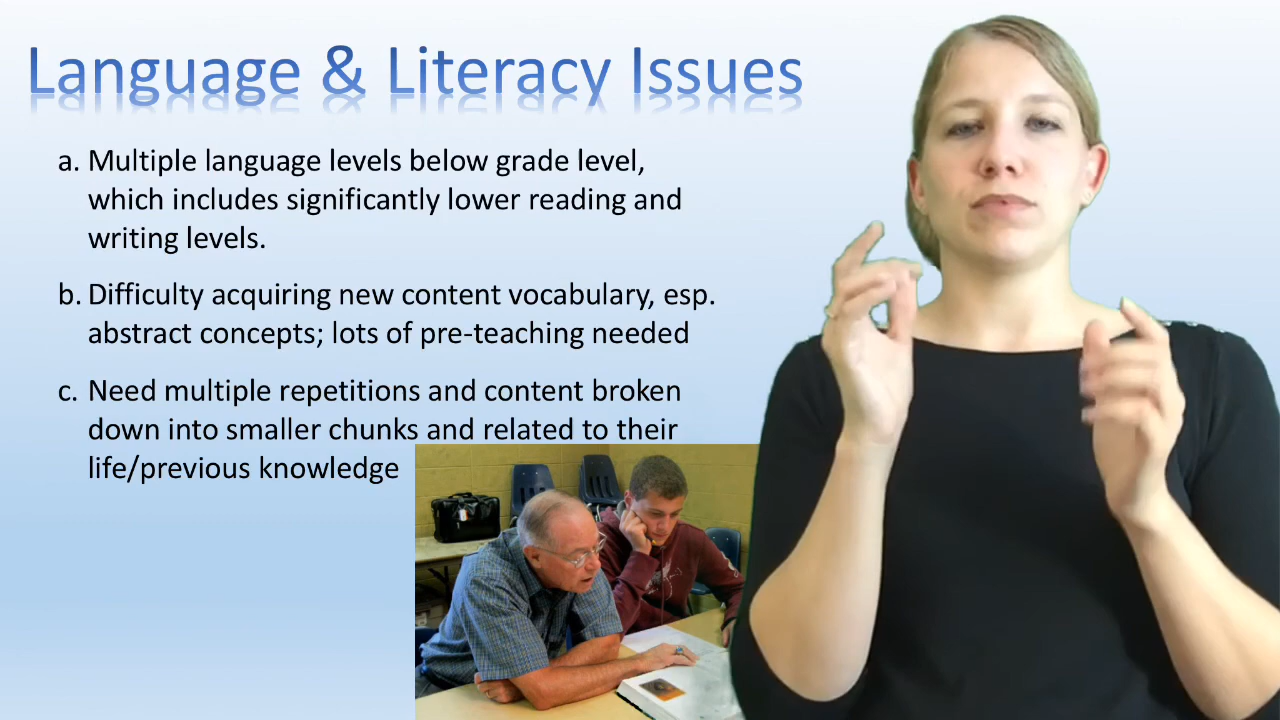 Language & Literacy Issues
a. Multiple language levels below grade level,
which includes significantly lower reading and
writing levels.
b. Difficulty acquiring new content vocabulary, esp.
abstract concepts; lots of pre-teaching needed
c. Need multiple repetitions and content broken
down into smaller chunks and related to their
life/previous knowledge